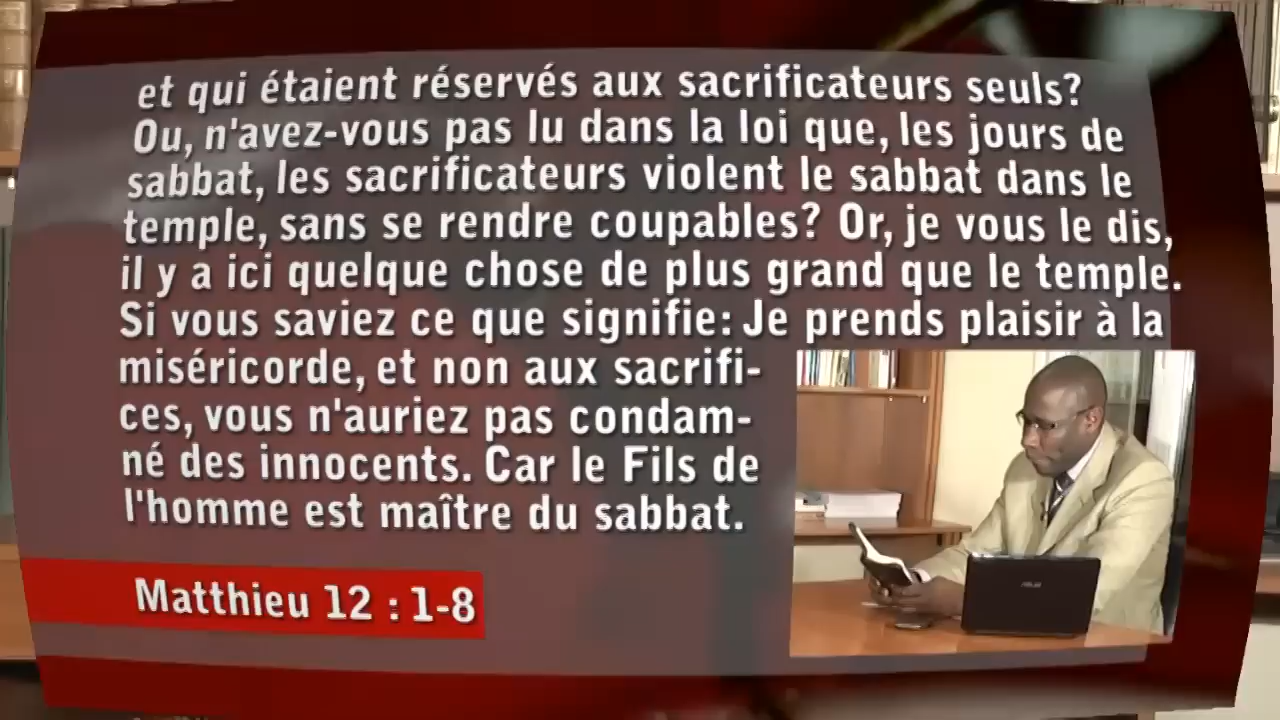 et qui étaient réservés aux sacrificateurs seuls?
Ou, n'avez-vous pas lu dans la loi que, les jours de
sabbat, les sacrificateurs violent le sabbat dans le
temple, sans se rendre coupables? Or, je vous le dis,
il y a ici quelque chose de plus grand que le temple.
Si vous saviez ce que signifie: Je prends plaisir à la
miséricorde, et non aux sacrifi-
ces, vous n'auriez pas condam-
né des innocents. Car le Fils de
l'homme est maître du sabbat.
Matthieu 12 : 1-8
ASUS